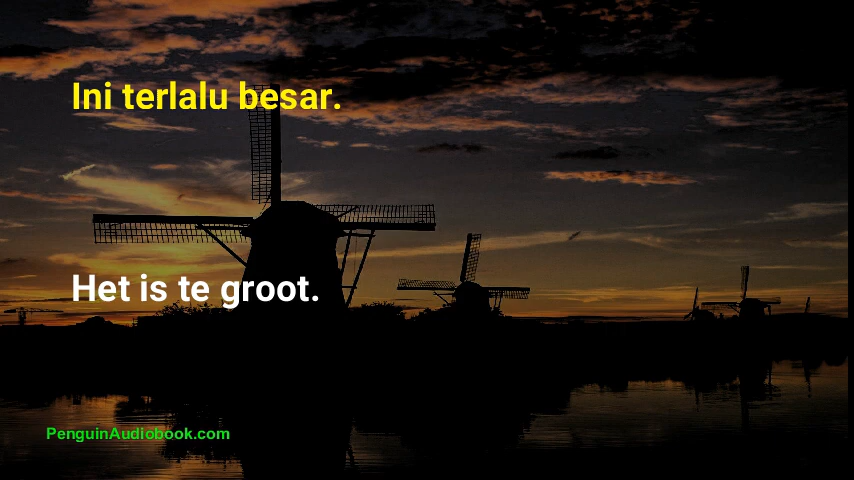 Ini terlalu besar.
Het is te groot.
PenguinAudiobook.com